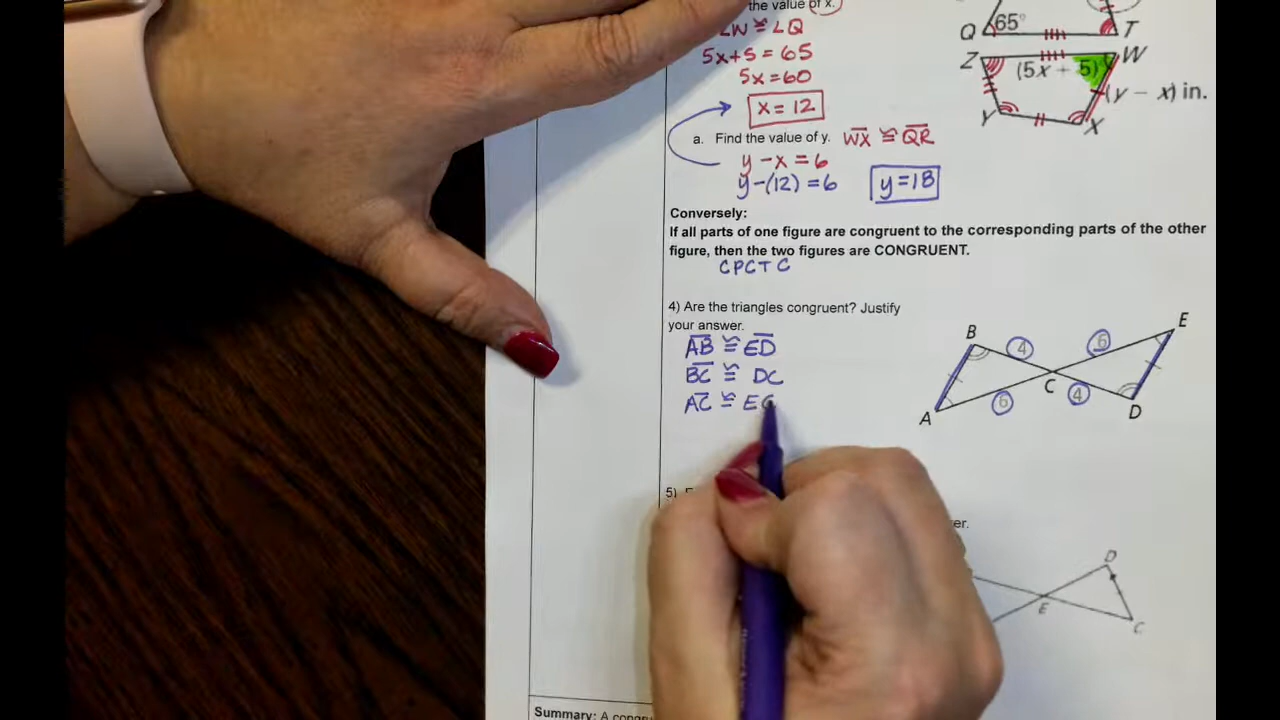 the value of x.
∠W ≅ ∠Q
5x+5 = 65
5x = 60
x = 12
a. Find the value of y. WX ≅ QR
y - x = 6
y -(12) = 6
y = 18
Q 65° T
Z W
(5x + 5)
(y – x) in.
Y X
Conversely:
If all parts of one figure are congruent to the corresponding parts of the other
figure, then the two figures are CONGRUENT.
CPCTC
4) Are the triangles congruent? Justify
your answer.
AB ≅ ED
BC ≅ DC
AC ≅ EC
B 4 6 E
C
A 6 4 D
5)
er.
D
E
C
Summary: A congru